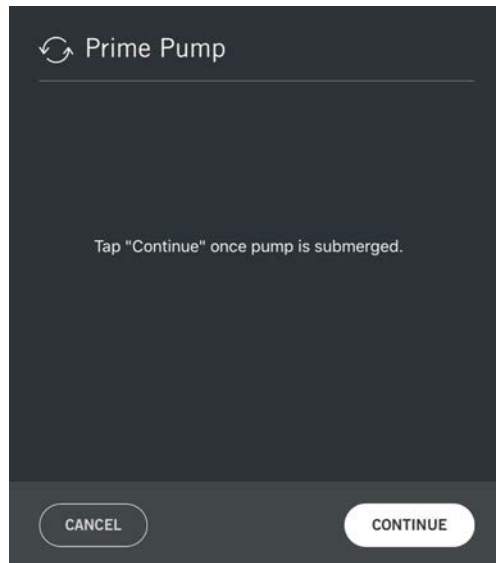 Prime Pump
Tap "Continue" once pump is submerged.
CANCEL
CONTINUE